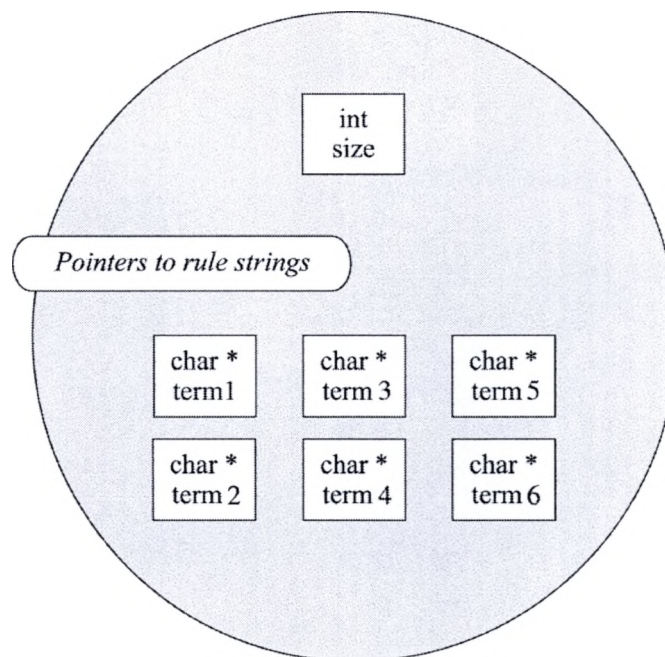 int
size
Pointers to rule strings
char *
term1
char *
term 3
char *
term 5
char *
term 2
char *
term 4
char *
term 6